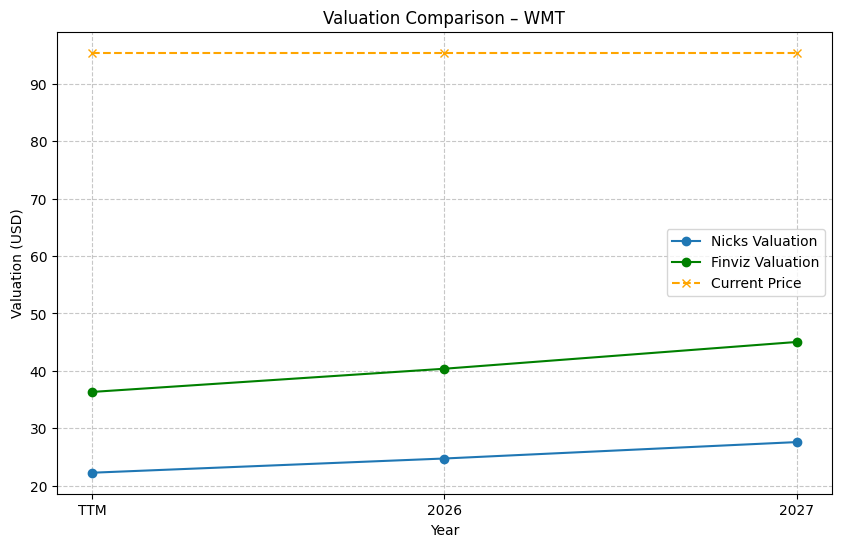 Valuation Comparison – WMT
Valuation (USD)
90
80
70
60
50
40
30
20
Nicks Valuation
Finviz Valuation
Current Price
TTM
2026
2027
Year